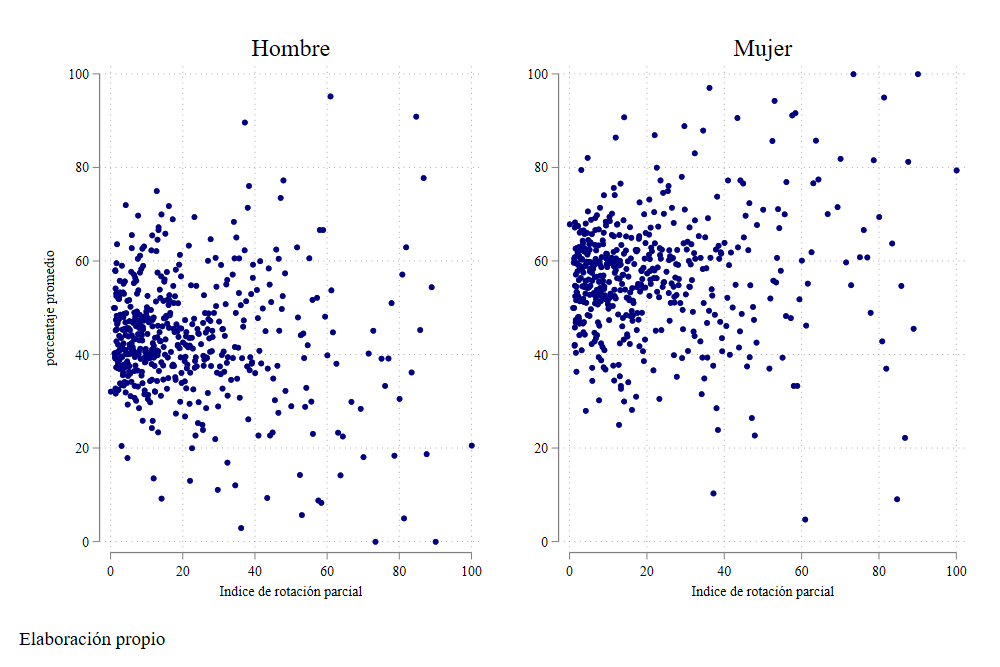 Hombre
Mujer
porcentaje promedio
100
80
60
40
20
0
0 20 40 60 80 100
Indice de rotación parcial
100
80
60
40
20
0
0 20 40 60 80 100
Indice de rotación parcial
Elaboración propio